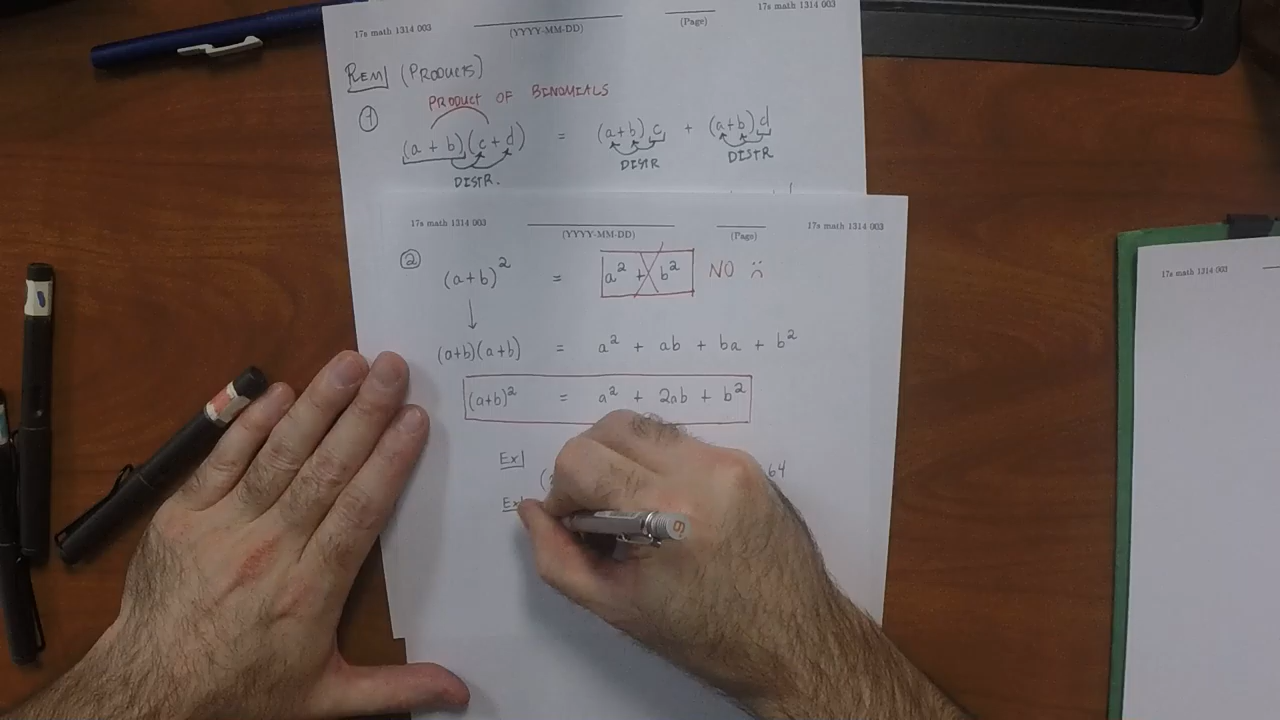 17s math 1314 003 (YYYY-MM-DD) (Page) 17s math 1314 003
REM (PRODUCTS)
PRODUCT OF BINOMIALS
① (a + b)(c + d) = (a+b) c + (a+b) d
DISTR. DISTR DISTR
17s math 1314 003 (YYYY-MM-DD) (Page) 17s math 1314 003
② (a+b)² = a² + b² NO ☹
(a+b)(a+b) = a² + ab + ba + b²
(a+b)² = a² + 2ab + b²
Ex
64
Ex
17s math 1314 003